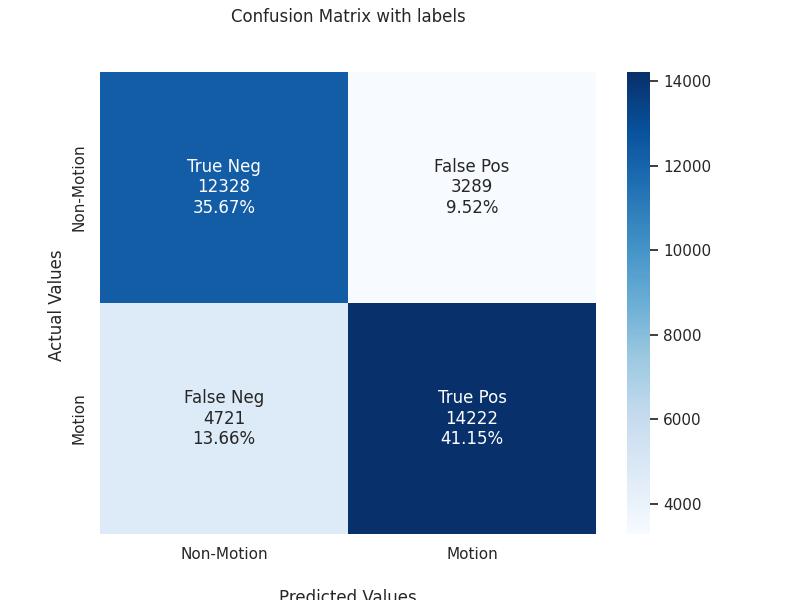 Confusion Matrix with labels
Actual Values
Non-Motion
Motion
True Neg
12328
35.67%
False Pos
3289
9.52%
False Neg
4721
13.66%
True Pos
14222
41.15%
14000
12000
10000
8000
6000
4000
Non-Motion
Motion
Predicted Values